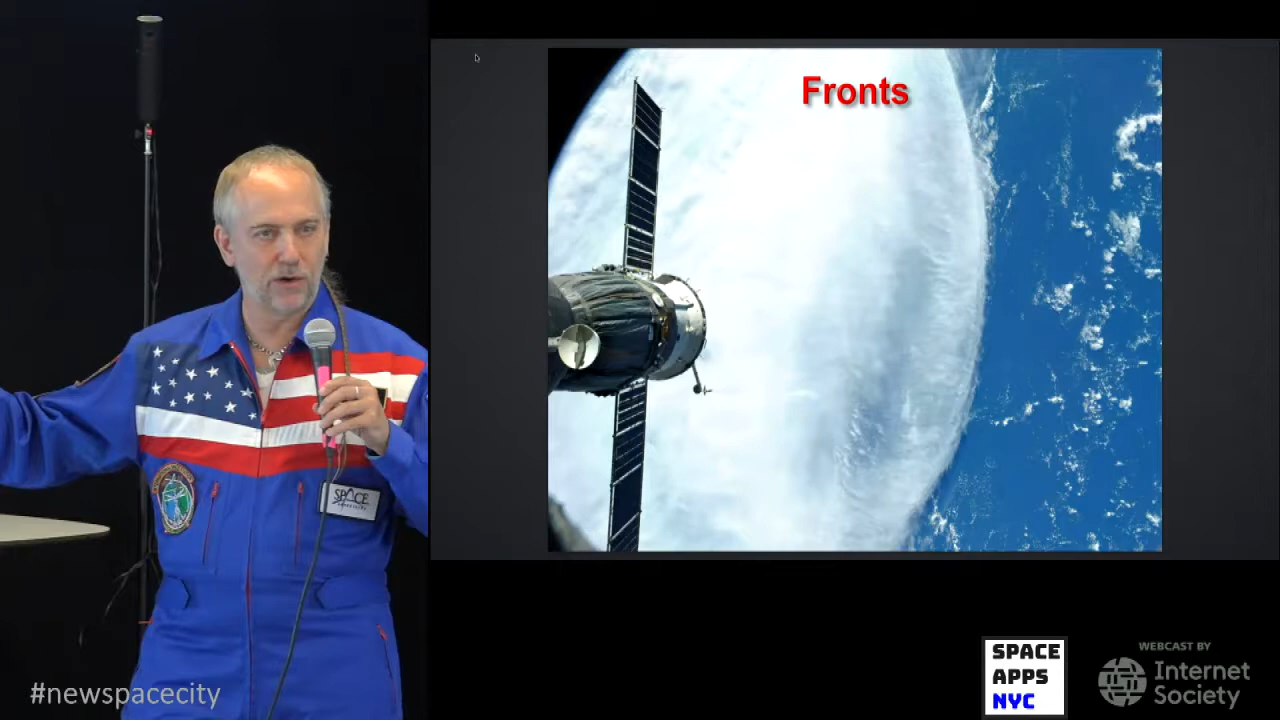 Fronts
SPACE
#newspacecity
SPACE
APPS
NYC
WEBCAST BY
Internet
Society